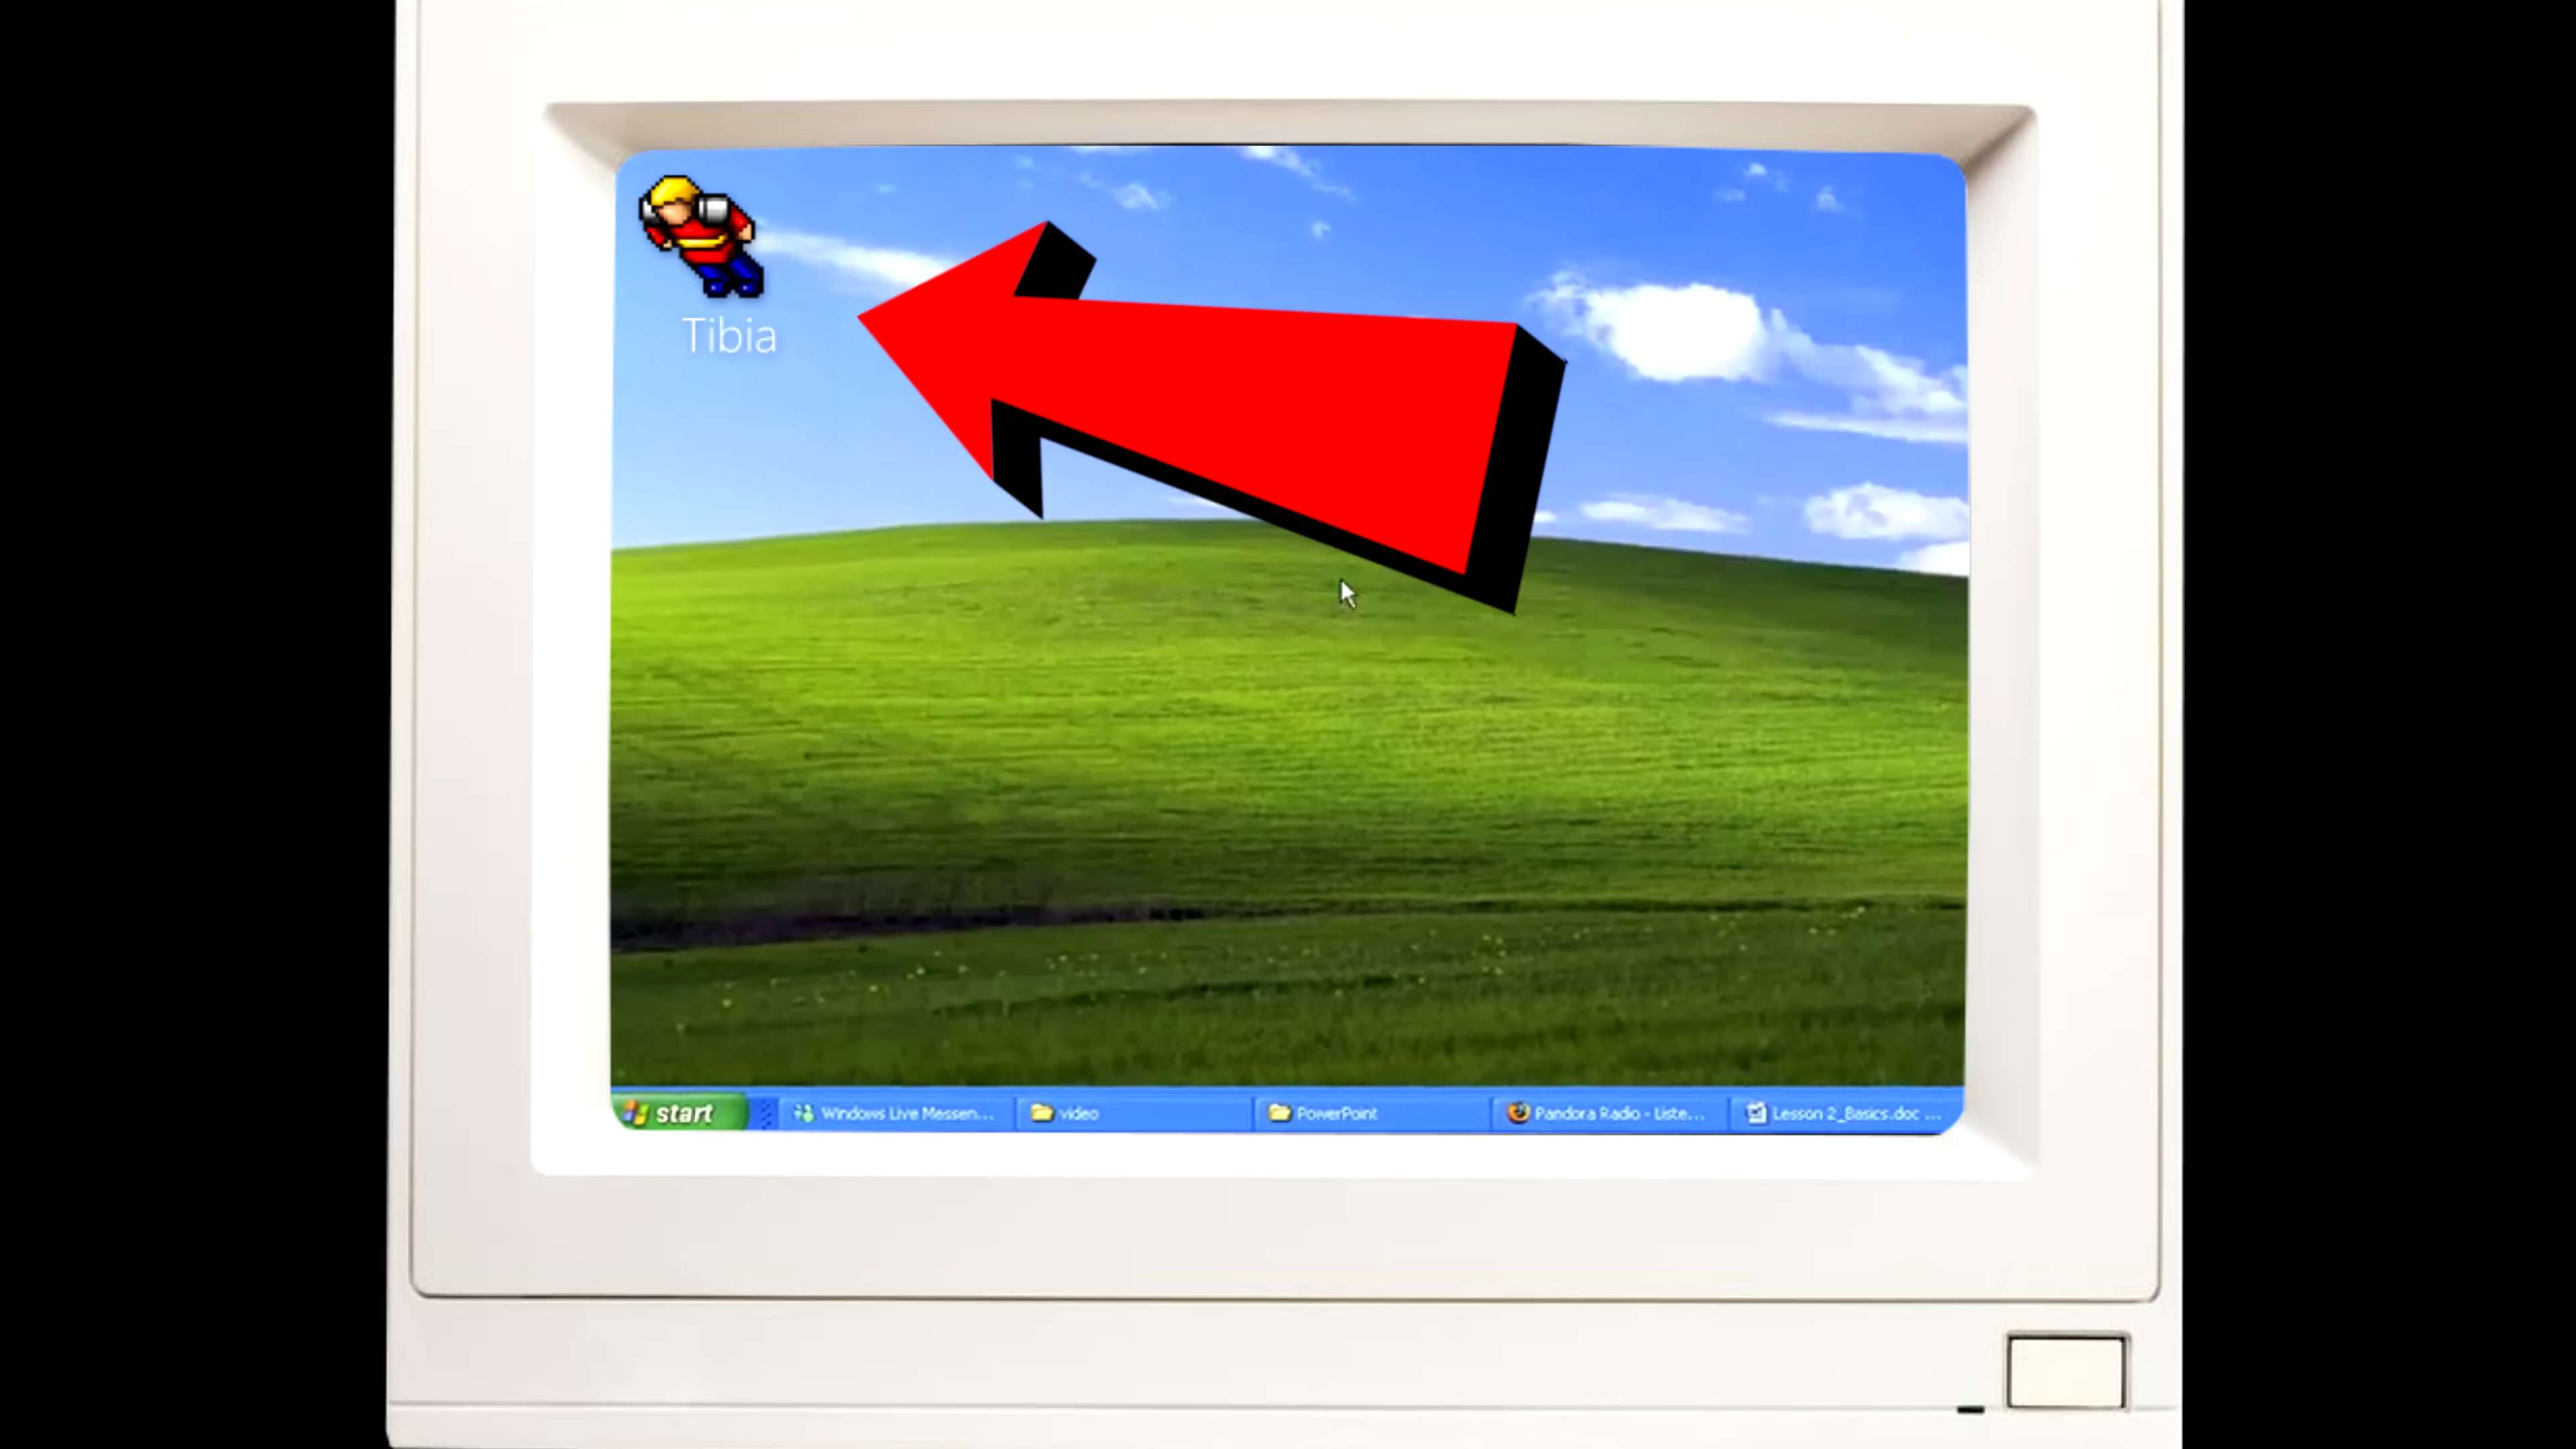 Tibia
start
Windows Live Messen...
video
PowerPoint
Pandora Radio - Liste...
Lesson 2_Basics.doc ...